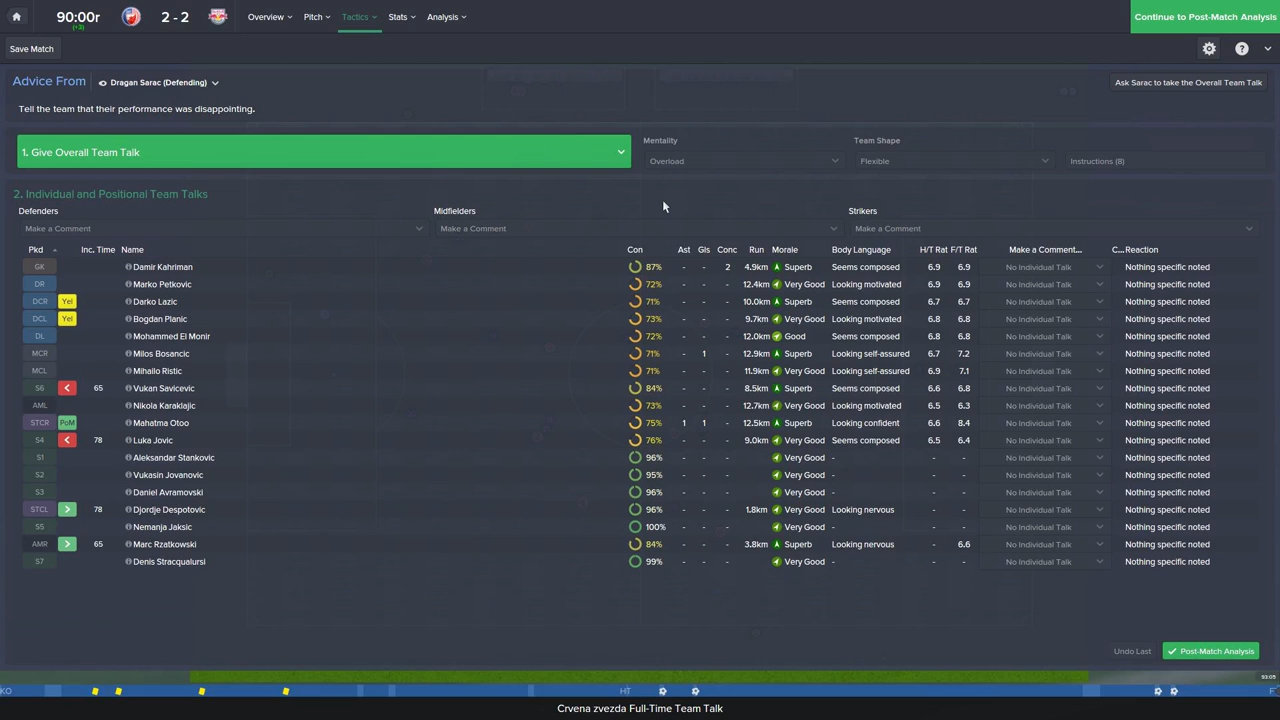 90:00r
(+3)
2 - 2
Overview
Pitch
Tactics
Stats
Analysis
Continue to Post-Match Analysis
Save Match
?
Advice From
Dragan Sarac (Defending)
Ask Sarac to take the Overall Team Talk
Tell the team that their performance was disappointing.
1. Give Overall Team Talk
Mentality
Overload
Team Shape
Flexible
Instructions (8)
2. Individual and Positional Team Talks
Defenders
Make a Comment
Midfielders
Make a Comment
Strikers
Make a Comment
Pkd Inc. Time Name Con Ast Gls Conc Run Morale Body Language H/T Rat F/T Rat Make a Comment... C... Reaction
GK Damir Kahriman 87% - - 2 4.9km Superb Seems composed 6.9 6.9 No Individual Talk Nothing specific noted
DR Marko Petkovic 72% - - - 12.4km Very Good Looking motivated 6.9 6.9 No Individual Talk Nothing specific noted
DCR Yel Darko Lazic 71% - - - 10.0km Superb Seems composed 6.7 6.7 No Individual Talk Nothing specific noted
DCL Yel Bogdan Planic 73% - - - 9.7km Very Good Looking motivated 6.8 6.8 No Individual Talk Nothing specific noted
DL Mohammed El Monir 72% - - - 12.0km Good Looking motivated 6.8 6.8 No Individual Talk Nothing specific noted
MCR Milos Bosancic 71% - 1 - 12.9km Superb Looking self-assured 6.7 7.2 No Individual Talk Nothing specific noted
MCL Mihailo Ristic 71% - - - 11.9km Very Good Looking self-assured 6.9 7.1 No Individual Talk Nothing specific noted
S6 65 Vukan Savicevic 84% - - - 8.5km Superb Seems composed 6.6 6.8 No Individual Talk Nothing specific noted
AML Nikola Karaklajic 73% - - - 12.7km Very Good Looking motivated 6.5 6.3 No Individual Talk Nothing specific noted
STCR PoM Mahatma Otoo 75% 1 1 - 12.5km Superb Looking confident 6.6 8.4 No Individual Talk Nothing specific noted
S4 78 Luka Jovic 76% - - - 9.0km Very Good Seems composed 6.5 6.4 No Individual Talk Nothing specific noted
S1 Aleksandar Stankovic 96% - - - Very Good - - - No Individual Talk Nothing specific noted
S2 Vukasin Jovanovic 95% - - - Very Good - - - No Individual Talk Nothing specific noted
S3 Daniel Avramovski 96% - - - Very Good - - - No Individual Talk Nothing specific noted
STCL 78 Djordje Despotovic 96% - - - 1.8km Very Good Looking nervous - - No Individual Talk Nothing specific noted
S5 Nemanja Jaksic 100% - - - Very Good - - - No Individual Talk Nothing specific noted
AMR 65 Marc Rzatkowski 84% - - - 3.8km Superb Looking nervous - 6.6 No Individual Talk Nothing specific noted
S7 Denis Stracqualursi 99% - - - Very Good - - - No Individual Talk Nothing specific noted
Undo Last
Post-Match Analysis
93:05
KO
HT
F
Crvena zvezda Full-Time Team Talk